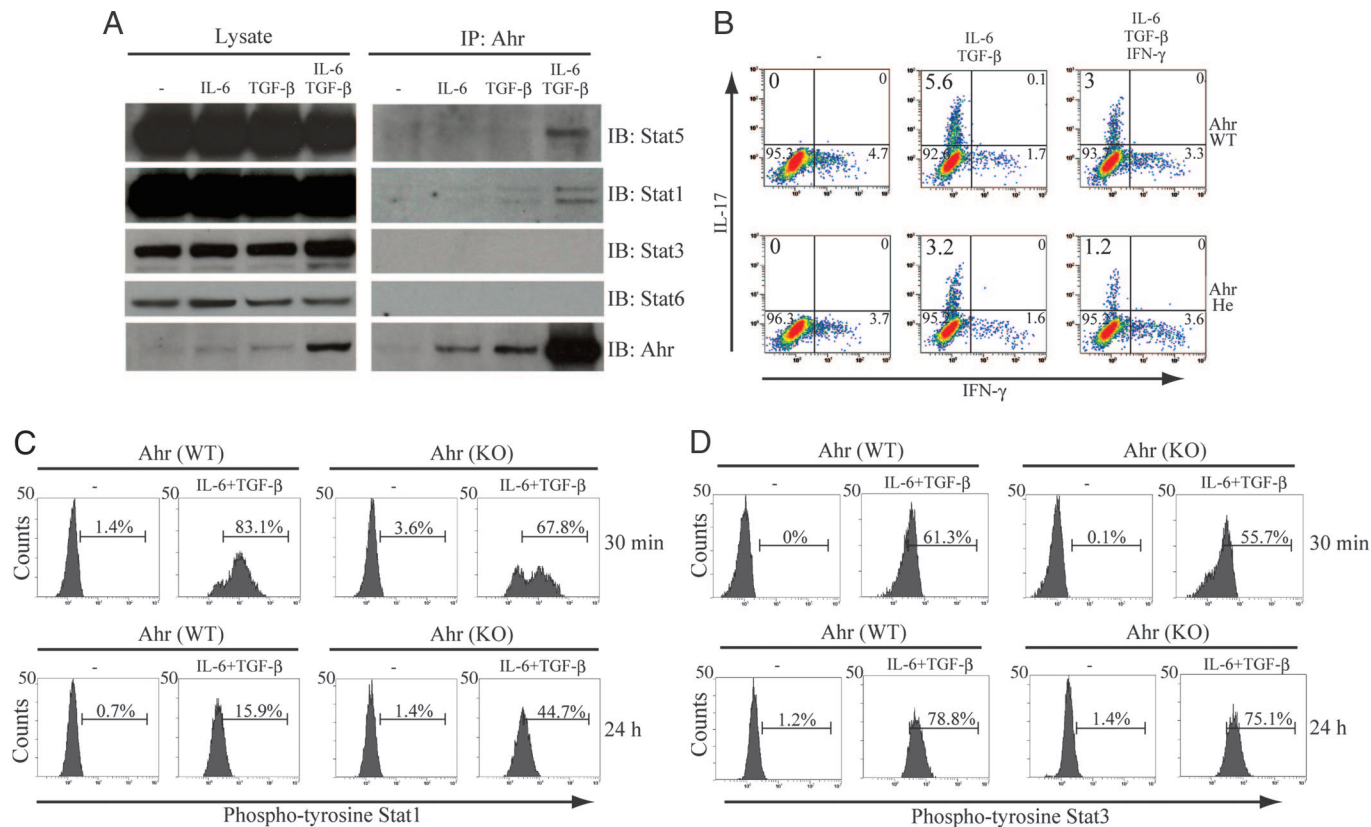 A
Lysate
IP: Ahr
- IL-6 TGF-β IL-6 TGF-β
- IL-6 TGF-β IL-6 TGF-β
IB: Stat5
IB: Stat1
IB: Stat3
IB: Stat6
IB: Ahr
B
-
IL-6 TGF-β
IL-6 TGF-β IFN-γ
0 0
95.3 4.7
5.6 0.1
1.7
3
3.3
Ahr WT
0 0
96.3 3.7
3.2 0
1.6
1.2 0
3.6
Ahr He
IL-17
IFN-γ
C
Ahr (WT)
Ahr (KO)
- IL-6+TGF-β - IL-6+TGF-β
50 50 50 50
Counts
1.4% 83.1% 3.6% 67.8%
30 min
Ahr (WT)
Ahr (KO)
- IL-6+TGF-β - IL-6+TGF-β
50 50 50 50
Counts
0.7% 15.9% 1.4% 44.7%
24 h
Phospho-tyrosine Stat1
D
Ahr (WT)
Ahr (KO)
- IL-6+TGF-β - IL-6+TGF-β
50 50 50 50
Counts
0% 61.3% 0.1% 55.7%
30 min
Ahr (WT)
Ahr (KO)
- IL-6+TGF-β - IL-6+TGF-β
50 50 50 50
Counts
1.2% 78.8% 1.4% 75.1%
24 h
Phospho-tyrosine Stat3